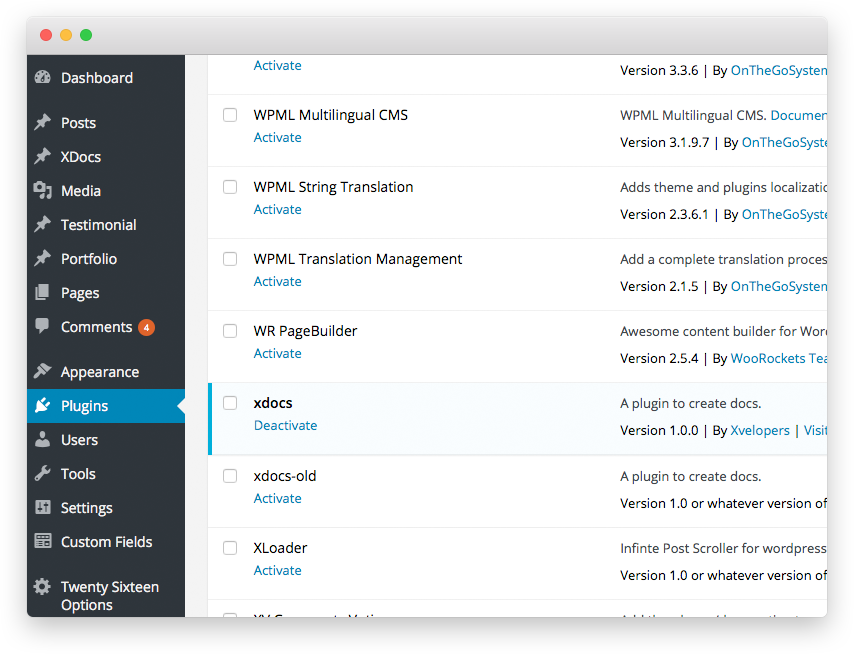 Dashboard
Posts
XDocs
Media
Testimonial
Portfolio
Pages
Comments 4
Appearance
Plugins
Users
Tools
Settings
Custom Fields
Twenty Sixteen
Options
Activate
Version 3.3.6 | By OnTheGoSystem
WPML Multilingual CMS
WPML Multilingual CMS. Documen
Activate
Version 3.1.9.7 | By OnTheGoSyste
WPML String Translation
Adds theme and plugins localizatio
Activate
Version 2.3.6.1 | By OnTheGoSyste
WPML Translation Management
Add a complete translation proces
Activate
Version 2.1.5 | By OnTheGoSystem
WR PageBuilder
Awesome content builder for Wor
Activate
Version 2.5.4 | By WooRockets Tea
xdocs
A plugin to create docs.
Deactivate
Version 1.0.0 | By Xvelopers | Visit
xdocs-old
A plugin to create docs.
Activate
Version 1.0 or whatever version of
XLoader
Infinte Post Scroller for wordpress
Activate
Version 1.0 or whatever version of